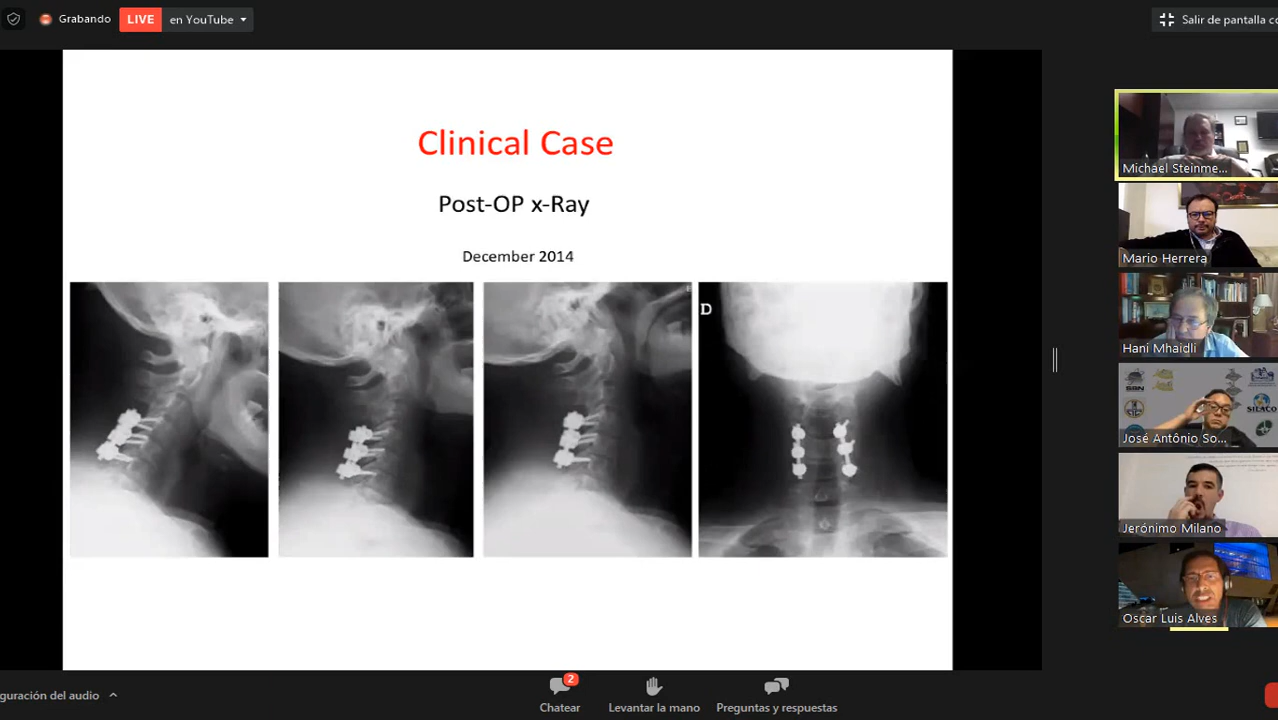 Grabando
LIVE
en YouTube
Salir de pantalla co
Clinical Case
Post-OP x-Ray
December 2014
D
Michael Steinme...
Mario Herrera
Hani Mhaidli
SBN
SILACO
José Antônio So...
Jerónimo Milano
Oscar Luis Alves
guración del audio
2
Chatear
Levantar la mano
Preguntas y respuestas